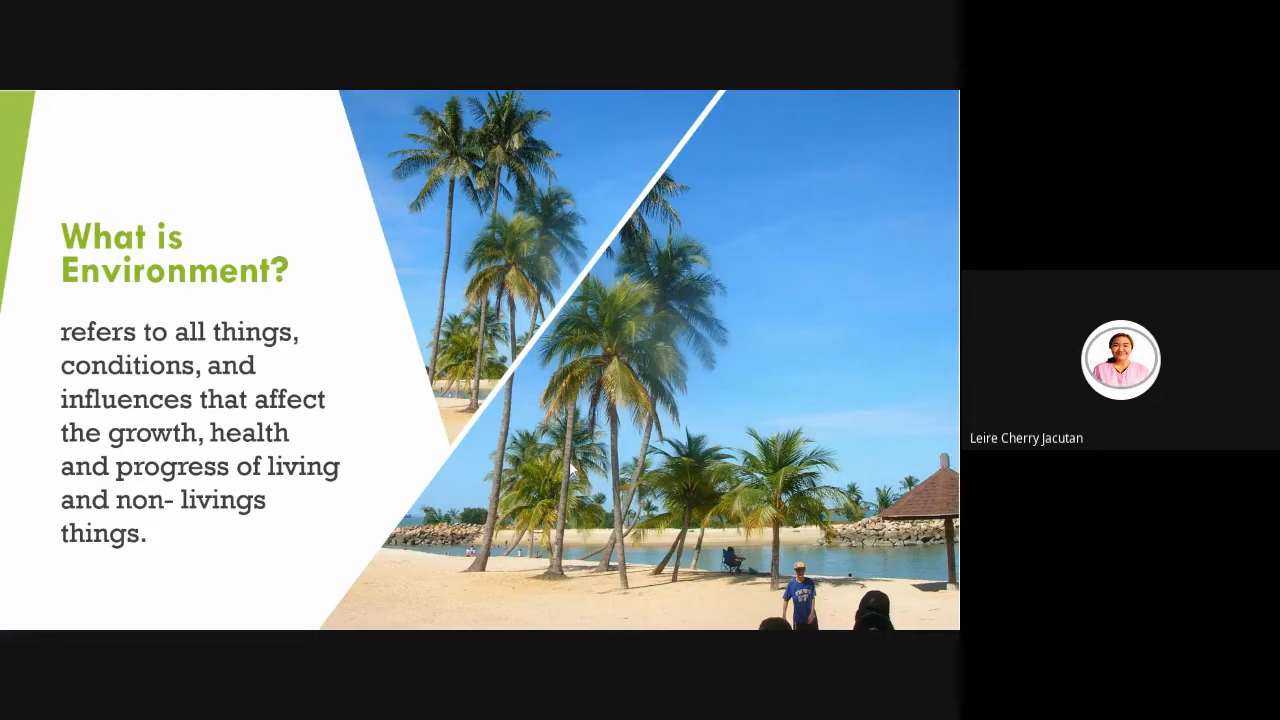 What is
Environment?
refers to all things,
conditions, and
influences that affect
the growth, health
and progress of living
and non- livings
things.
Leire Cherry Jacutan